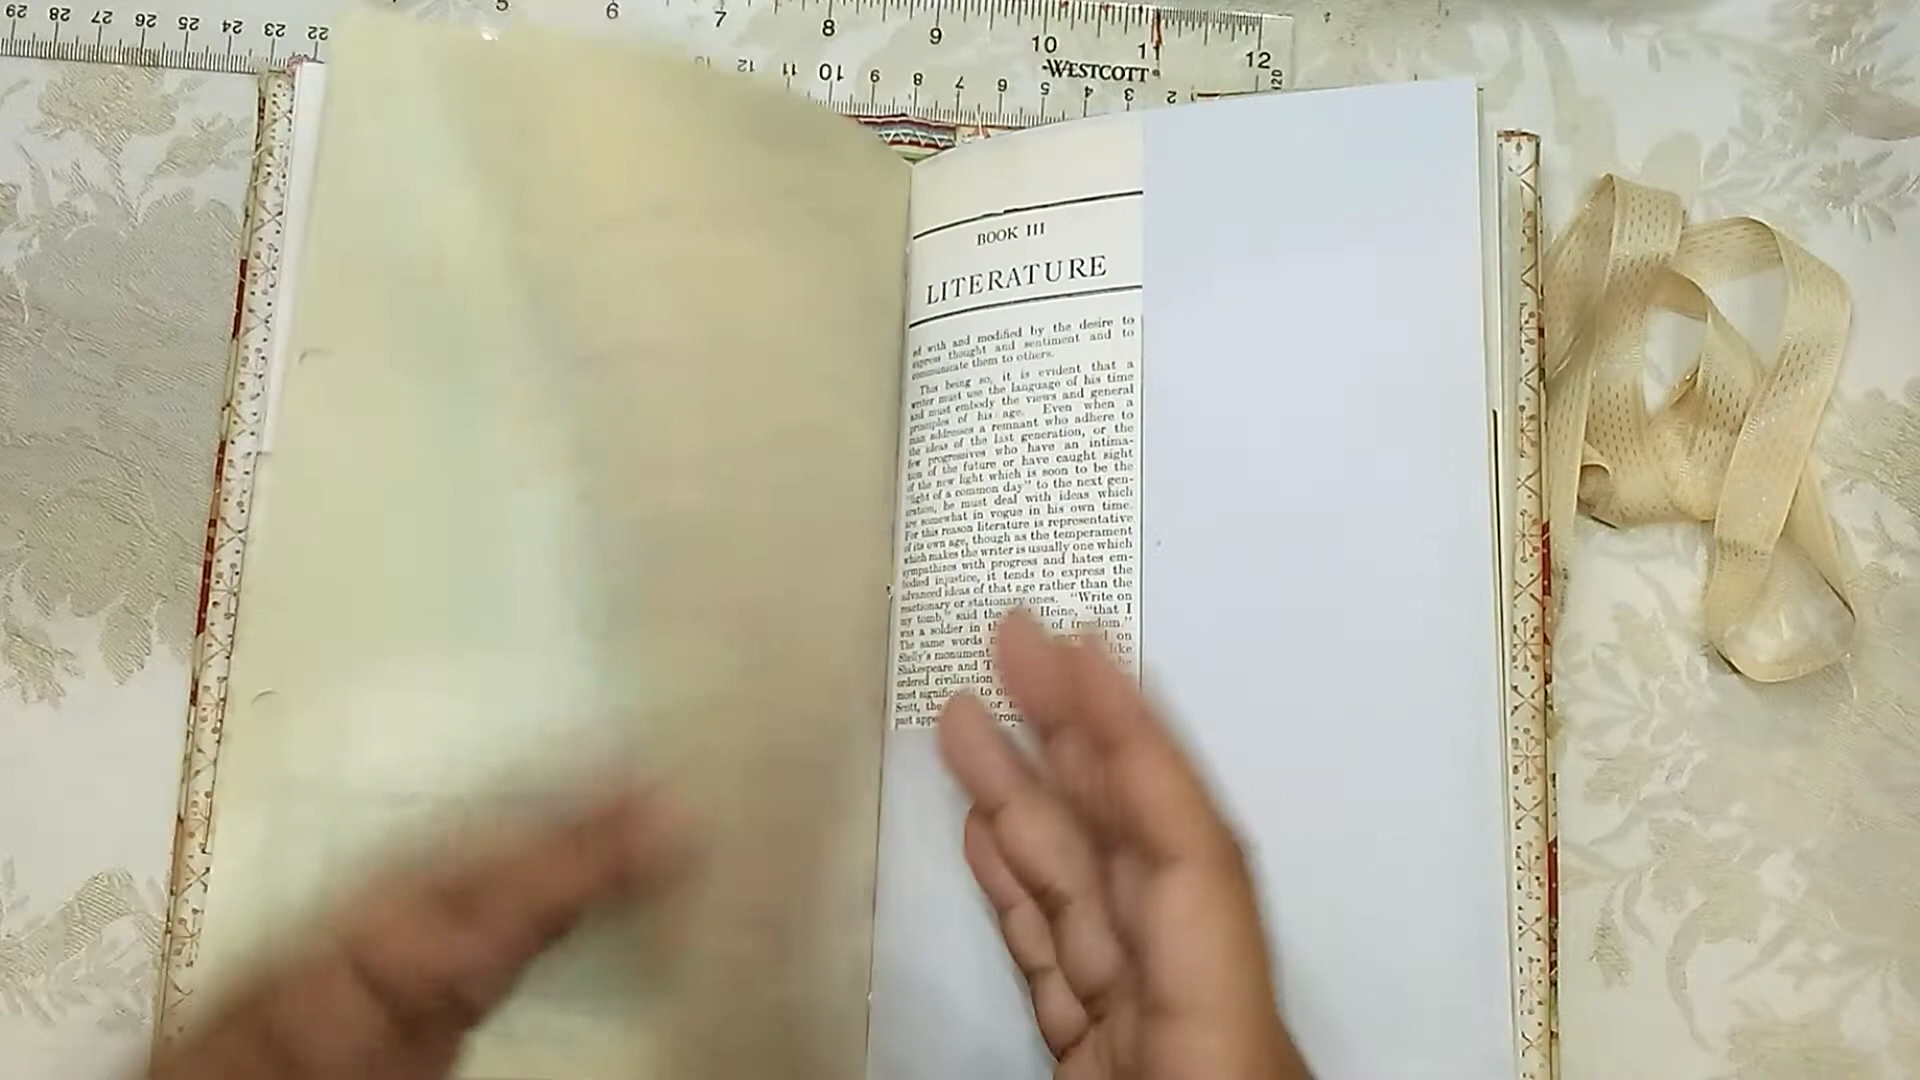 29 28 27 26 25 24 23 22
5 6 7 8 9 10 11 12
12 11 10 9 8 7 6 5 4 3 2
WESTCOTT
BOOK III
LITERATURE
ed with and modified by the desire to
express thought and sentiment and to
communicate them to others.
This being so, it is evident that a
writer must use the language of his time
and must embody the views and general
principles of his age. Even when a
man addresses a remnant who adhere to
the ideas of the last generation, or the
few progressives who have an intima-
tion of the future or have caught sight
of the new light which is soon to be the
"light of a common day" to the next gen-
eration, he must deal with ideas which
are somewhat in vogue in his own time.
For this reason literature is representative
of its own age, though as the temperament
which makes the writer is usually one which
sympathizes with progress and hates em-
bodied injustice, it tends to express the
advanced ideas of that age rather than the
reactionary or stationary ones. "Write on
my tomb," said the Heine, "that I
was a soldier in of freedom."
The same words on
Shelly's monument. like
Shakespeare and the
ordered civilization
most significant to
Scott, the or
past